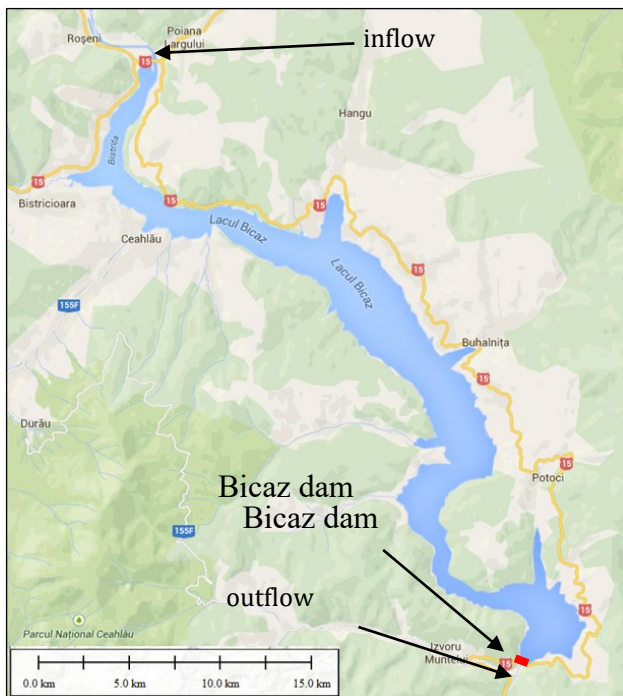 inflow
Roșeni
Poiana
Largului
15
Hangu
Bistrița
15
Bistricioara
15
Lacul Bicaz
15
Ceahlău
Lacul Bicaz
15
155F
Buhalnița
15
Durău
15
Potoci
Bicaz dam
Bicaz dam
155F
outflow
15
Parcul Național Ceahlău
Izvoru
Muntelui
15
0.0 km
5.0 km
10.0 km
15.0 km